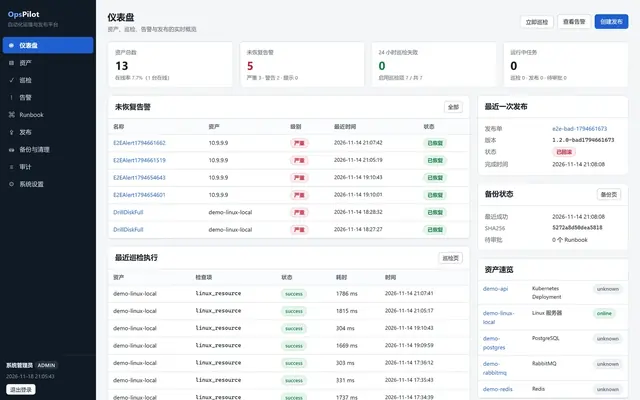 OpsPilot
自动化运维与发布平台
仪表盘
资产
巡检
告警
Runbook
发布
备份与清理
审计
系统设置
系统管理员 ADMIN
2026-11-18 21:05:43
退出登录
仪表盘
资产、巡检、告警与发布的实时概览
立即巡检
查看告警
创建发布
资产总数
13
在线率 7.7%（1 台在线）
未恢复告警
5
严重 3 · 警告 2 · 提示 0
24 小时巡检失败
0
启用巡检项 7 / 共 7
运行中任务
0
巡检 0 · 发布 0 · 待审批 0
未恢复告警
全部
名称 资产 级别 最近时间 状态
E2EAlert1794661662 10.9.9.9 严重 2026-11-14 21:07:42 已恢复
E2EAlert1794661519 10.9.9.9 严重 2026-11-14 21:05:19 已恢复
E2EAlert1794654643 10.9.9.9 严重 2026-11-14 19:10:43 已恢复
E2EAlert1794654601 10.9.9.9 严重 2026-11-14 19:10:01 已恢复
DrillDiskFull demo-linux-local 严重 2026-11-14 18:28:32 已恢复
DrillDiskFull demo-linux-local 严重 2026-11-14 18:27:27 已恢复
最近巡检执行
巡检页
资产 检查项 状态 耗时 时间
demo-linux-local linux_resource success 1786 ms 2026-11-14 21:07:41
demo-linux-local linux_resource success 1815 ms 2026-11-14 21:05:17
demo-linux-local linux_resource success 304 ms 2026-11-14 19:10:43
demo-linux-local linux_resource success 1669 ms 2026-11-14 19:09:59
demo-linux-local linux_resource success 303 ms 2026-11-14 17:36:12
demo-linux-local linux_resource success 331 ms 2026-11-14 17:35:43
demo-linux-local linux_resource success 1737 ms 2026-11-14 17:34:39
最近一次发布
发布单 e2e-bad-1794661673
版本 1.2.0-bad1794661673
状态 已回滚
完成时间 2026-11-14 21:08:08
备份状态
备份页
最近成功 2026-11-14 21:08:08
SHA256 5272a8d50dea5818
待审批 0 个 Runbook
资产速览
demo-api Kubernetes Deployment unknown
demo-linux-local Linux 服务器 online
demo-postgres PostgreSQL unknown
demo-rabbitmq RabbitMQ unknown
demo-redis Redis unknown